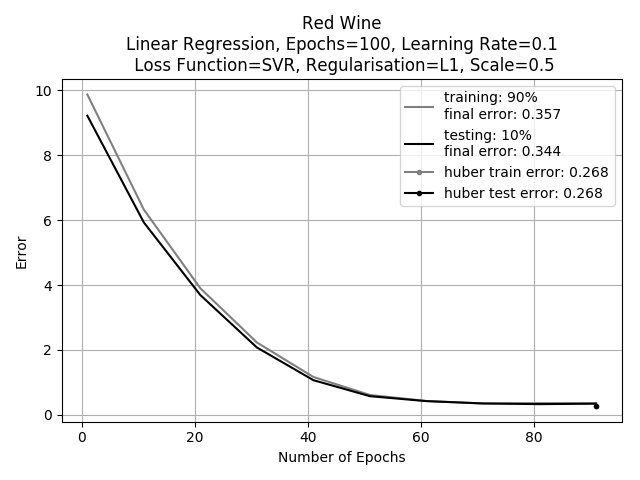 Red Wine
Linear Regression, Epochs=100, Learning Rate=0.1
Loss Function=SVR, Regularisation=L1, Scale=0.5
training: 90%
final error: 0.357
testing: 10%
final error: 0.344
huber train error: 0.268
huber test error: 0.268
Error
10
8
6
4
2
0
0 20 40 60 80
Number of Epochs